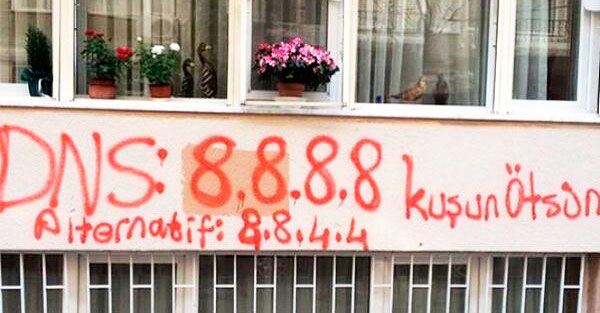 DNS: 8.8.8.8 kuşun Ötsün
Alternatif: 8.8.4.4